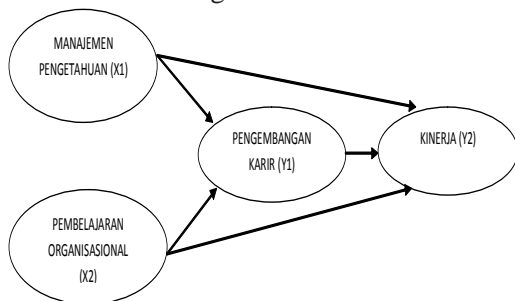 MANAJEMEN
PENGETAHUAN (X1)
PENGEMBANGAN
KARIR (Y1)
KINERJA (Y2)
PEMBELAJARAN
ORGANISASIONAL
(X2)